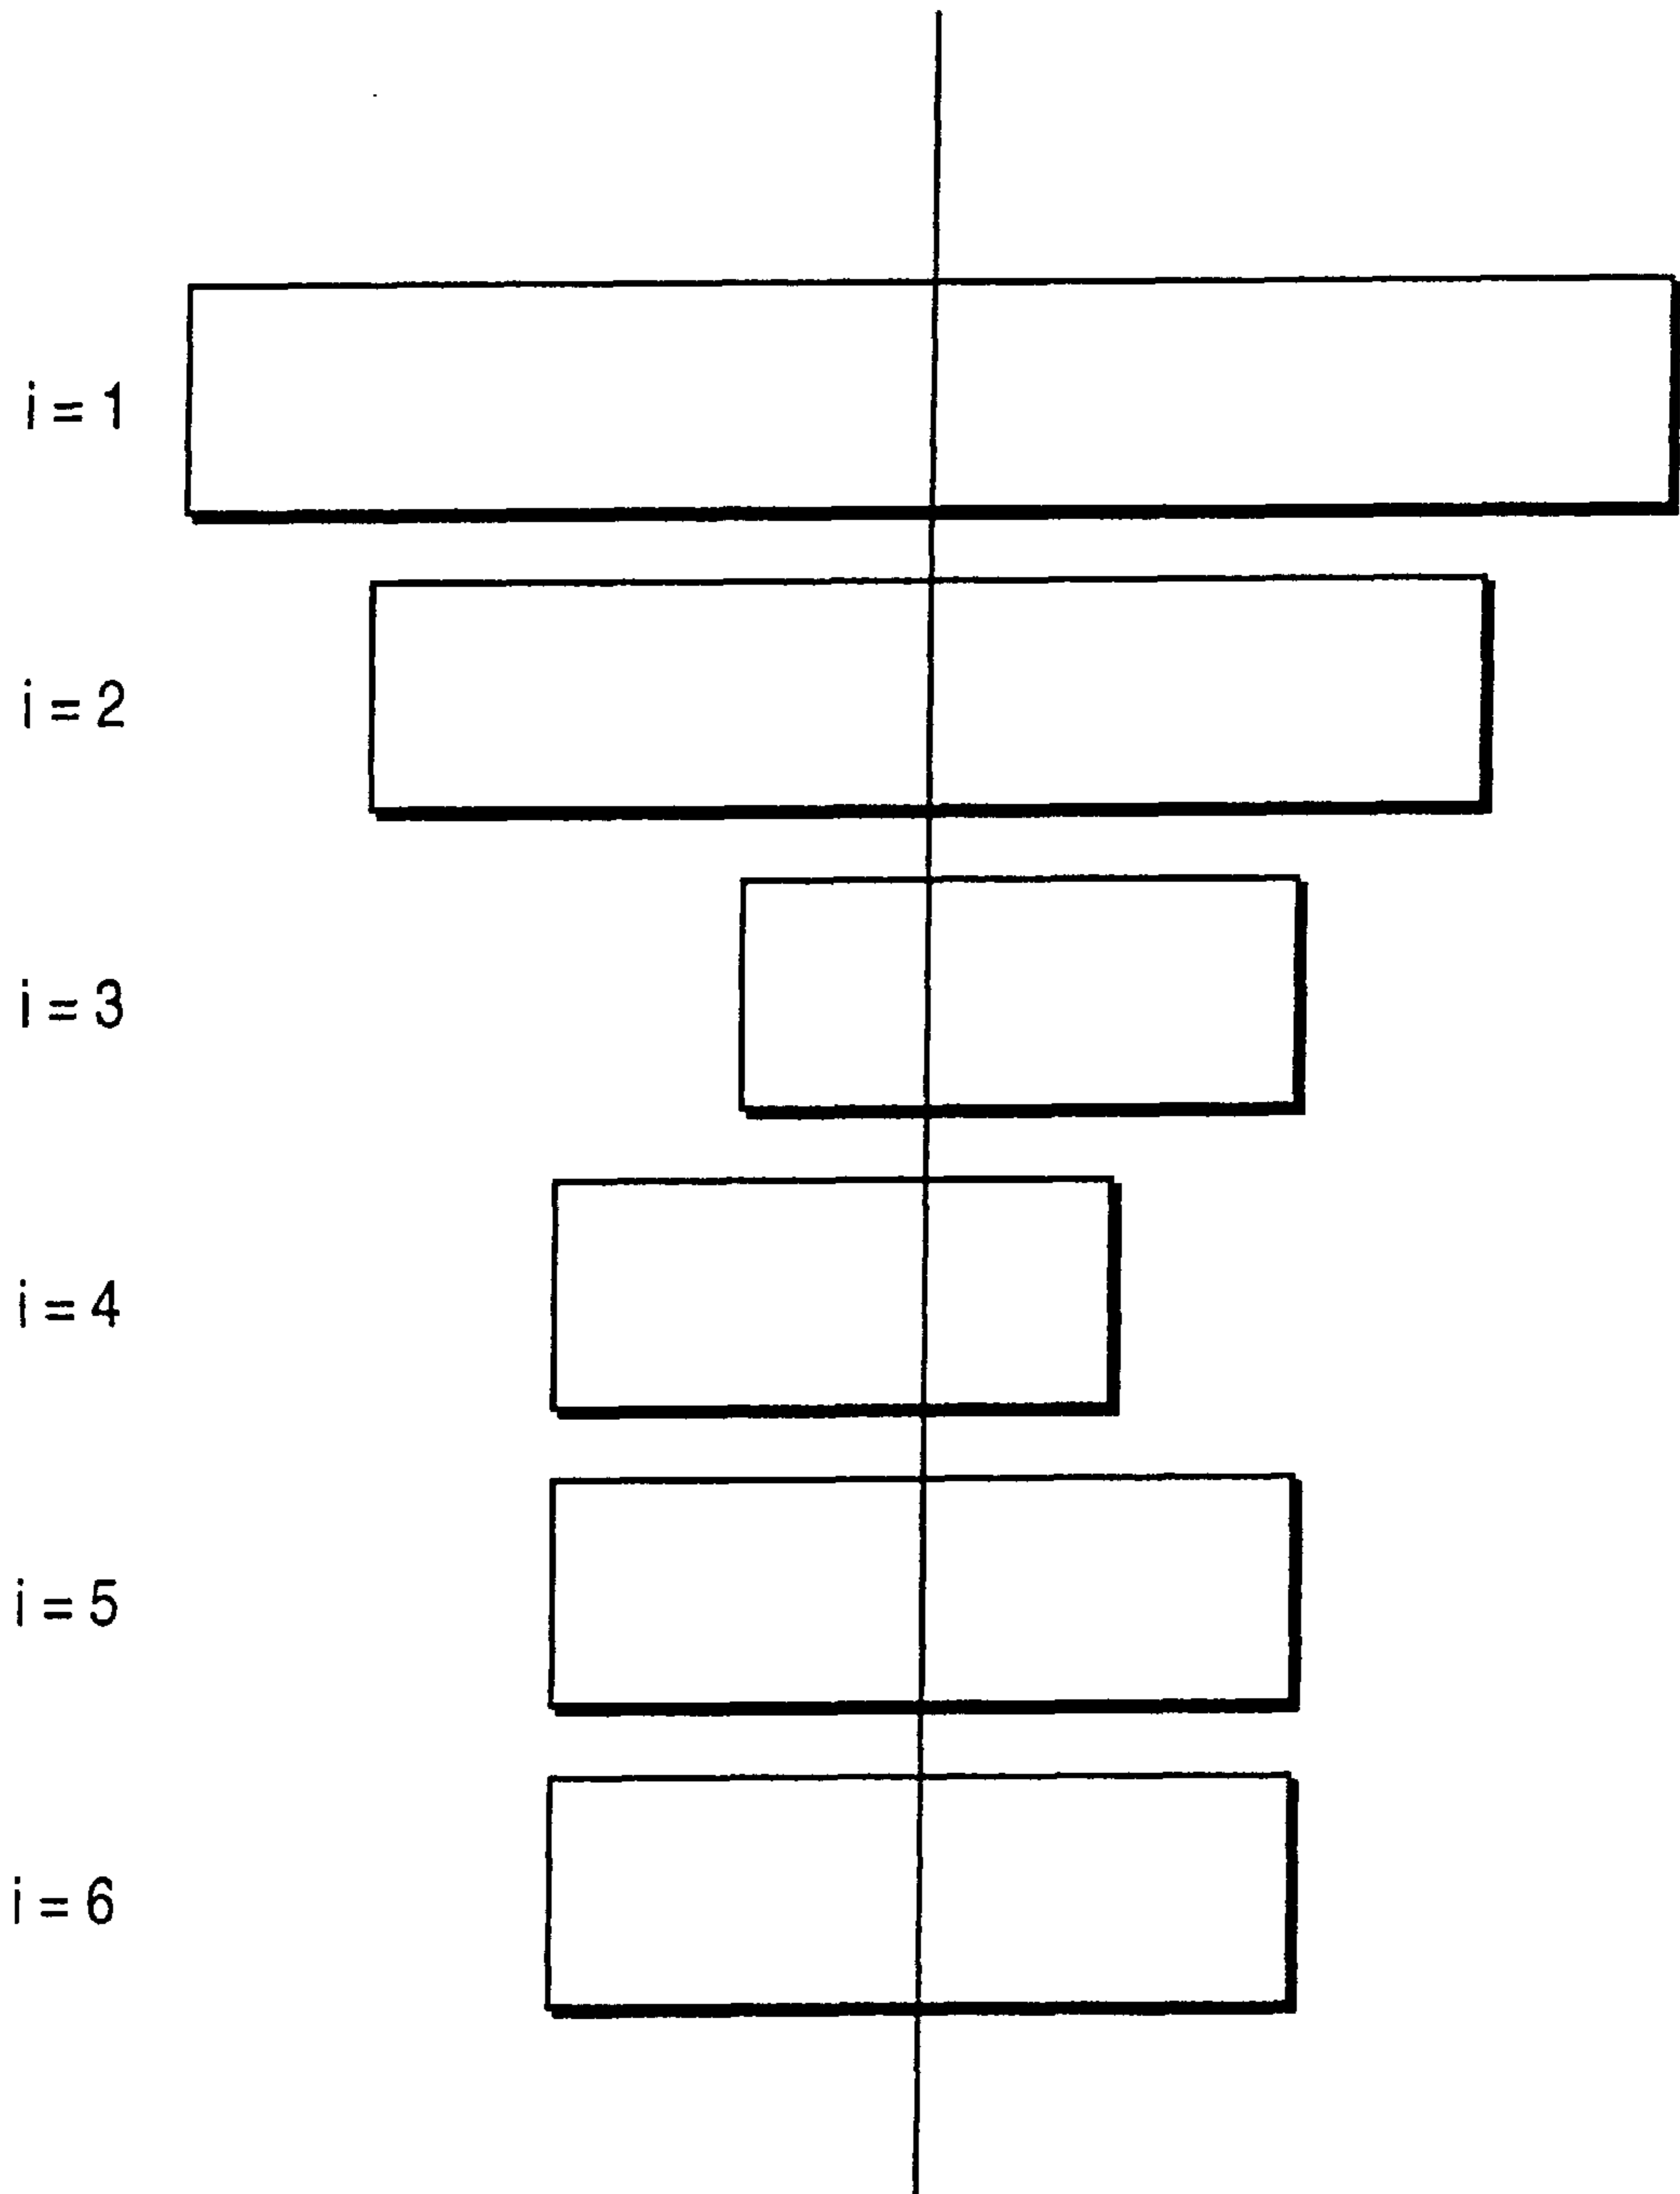 i = 1
i = 2
i = 3
i = 4
i = 5
i = 6